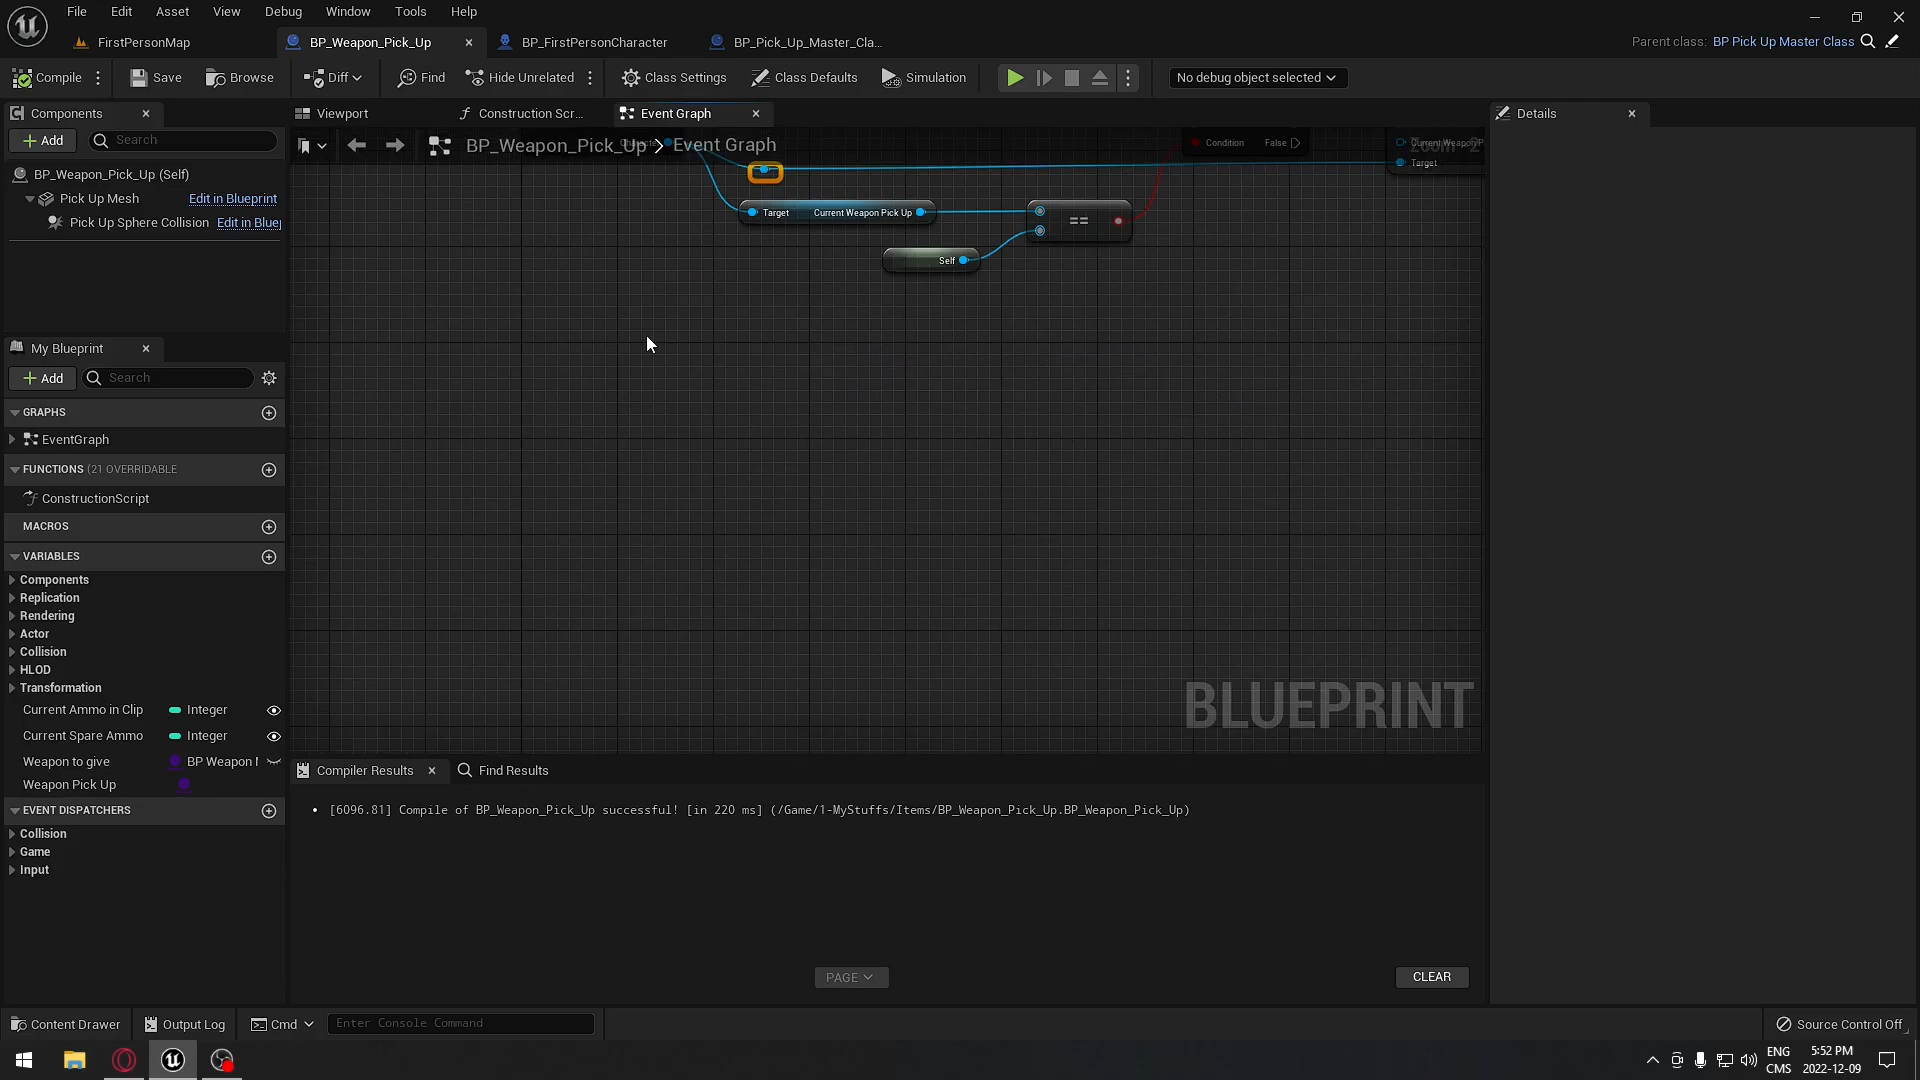 File Edit Asset View Debug Window Tools Help
FirstPersonMap BP_Weapon_Pick_Up BP_FirstPersonCharacter BP_Pick_Up_Master_Cla...
Parent class: BP Pick Up Master Class
Compile Save Browse Diff Find Hide Unrelated Class Settings Class Defaults Simulation No debug object selected
Components
Viewport Construction Scr... Event Graph
Details
Add Search
BP_Weapon_Pick_Up > Event Graph
Condition False
Target
BP_Weapon_Pick_Up (Self)
Pick Up Mesh Edit in Blueprint
Pick Up Sphere Collision Edit in Blue
Target Current Weapon Pick Up
==
Self
My Blueprint
Add Search
GRAPHS
EventGraph
FUNCTIONS (21 OVERRIDABLE
ConstructionScript
MACROS
VARIABLES
Components
Replication
Rendering
Actor
Collision
HLOD
Transformation
Current Ammo in Clip Integer
Current Spare Ammo Integer
Weapon to give BP Weapon
Weapon Pick Up
EVENT DISPATCHERS
Collision
Game
Input
BLUEPRINT
Compiler Results Find Results
[6096.81] Compile of BP_Weapon_Pick_Up successful! [in 220 ms] (/Game/1-MyStuffs/Items/BP_Weapon_Pick_Up.BP_Weapon_Pick_Up)
PAGE CLEAR
Content Drawer Output Log Cmd Enter Console Command Source Control Off
ENG
CMS
5:52 PM
2022-12-09